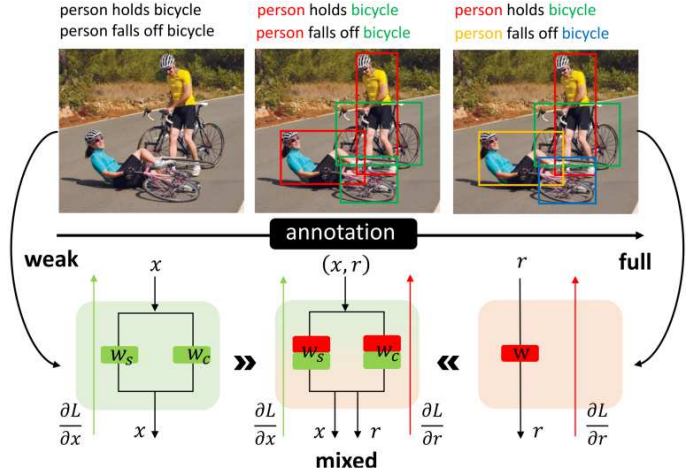 person holds bicycle
person falls off bicycle
person holds bicycle
person falls off bicycle
person holds bicycle
person falls off bicycle
annotation
weak
full
x
(x, r)
r
W_s
W_c
»
W_s
W_c
«
W
∂L/∂x
x
∂L/∂x
x
r
∂L/∂r
r
∂L/∂r
mixed